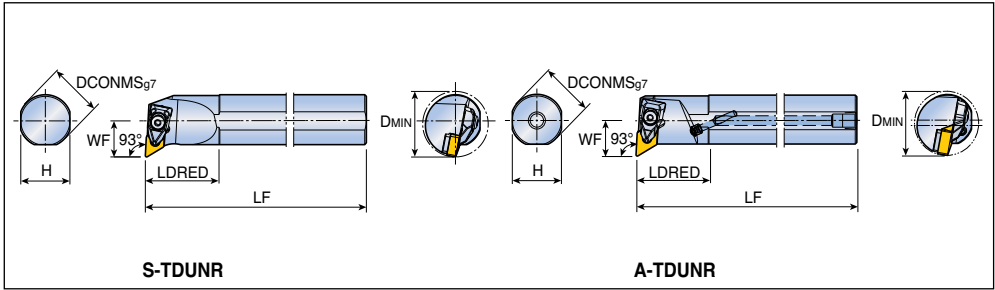 DCONMSg7
WF
93°
H
LDRED
LF
DMIN
S-TDUNR
DCONMSg7
WF
93°
H
LDRED
LF
DMIN
A-TDUNR